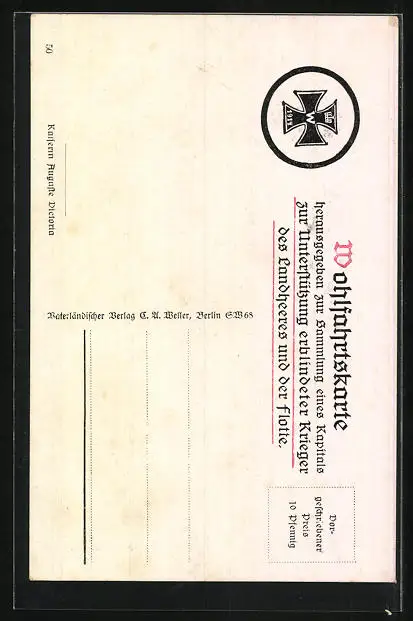 W
1914
Wohlfahrtskarte
herausgegeben zur Sammlung eines Kapitals
zur Unterstützung erblindeter Krieger
des Landheeres und der Flotte.
Vor-
geschriebener
Preis
10 Pfennig
Vaterländischer Verlag C. A. Weller, Berlin SW 68
Kaiserin Auguste Victoria
50